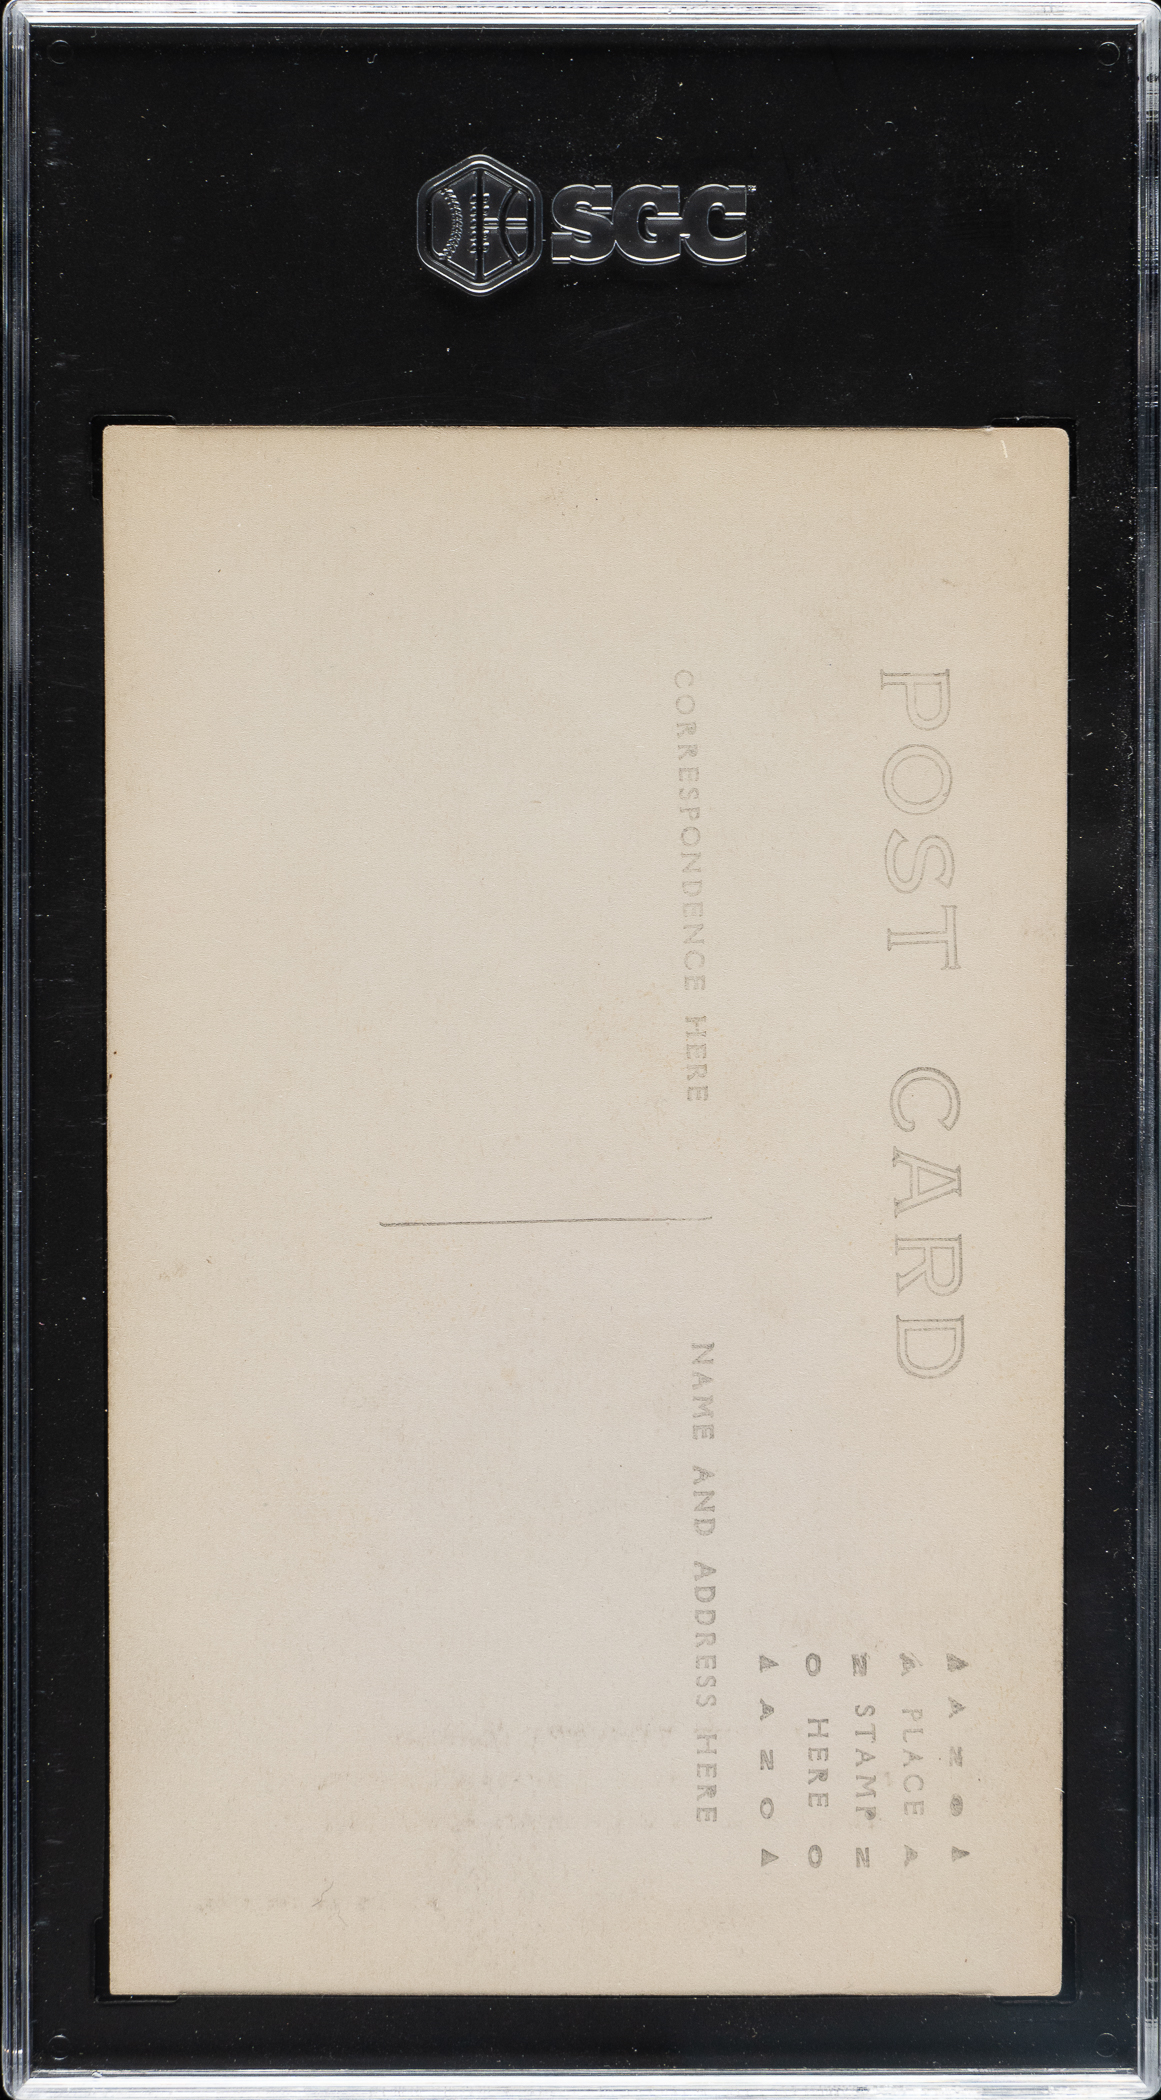 SGC
POST CARD
▲ A Z O ▲
A PLACE A
Z STAMP Z
O HERE O
▲ A Z O ▲
CORRESPONDENCE HERE
NAME AND ADDRESS HERE